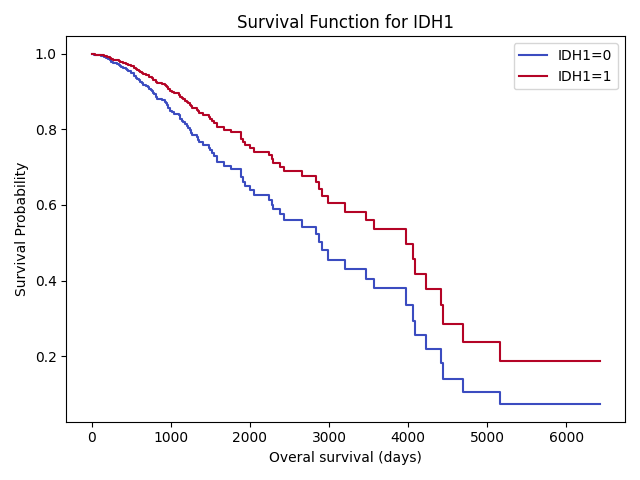 Survival Function for IDH1
IDH1=0
IDH1=1
Survival Probability
1.0
0.8
0.6
0.4
0.2
0 1000 2000 3000 4000 5000 6000
Overal survival (days)